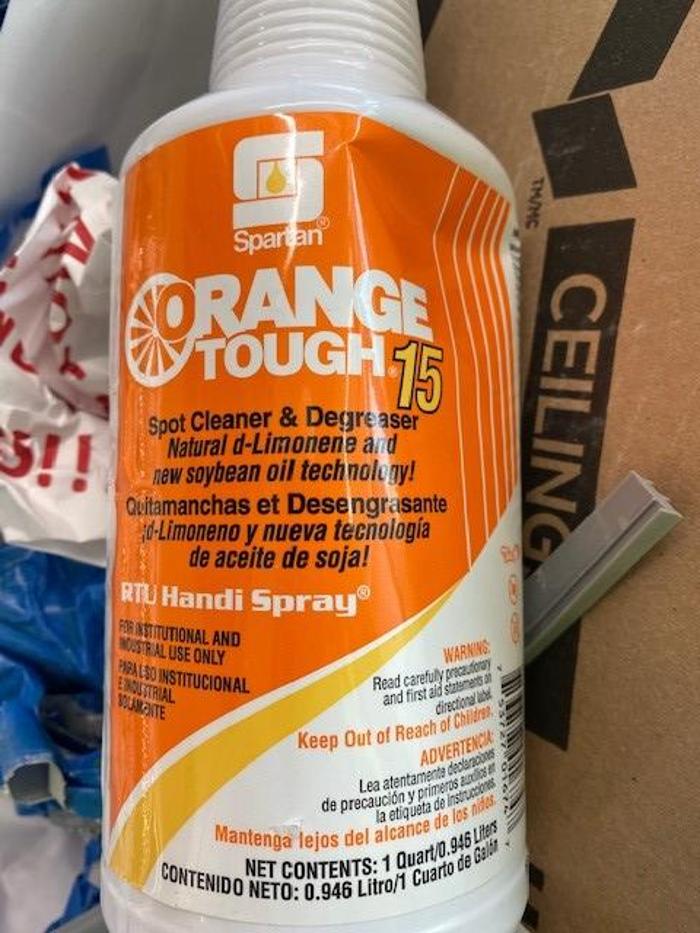 Spartan®
ORANGE
TOUGH® 15
Spot Cleaner & Degreaser
Natural d-Limonene and
new soybean oil technology!
Quitamanchas et Desengrasante
¡d-Limoneno y nueva tecnología
de aceite de soja!
RTU Handi Spray®
FOR INSTITUTIONAL AND
INDUSTRIAL USE ONLY
PARA USO INSTITUCIONAL
E INDUSTRIAL
SOLAMENTE
WARNING:
Read carefully precautionary
and first aid statements on
directional label.
Keep Out of Reach of Children.
ADVERTENCIA:
Lea atentamente declaraciones
de precaución y primeros auxilios en
la etiqueta de instrucciones.
Mantenga lejos del alcance de los niños.
NET CONTENTS: 1 Quart/0.946 Liters
CONTENIDO NETO: 0.946 Litro/1 Cuarto de Galón
TM/MC
CEILING